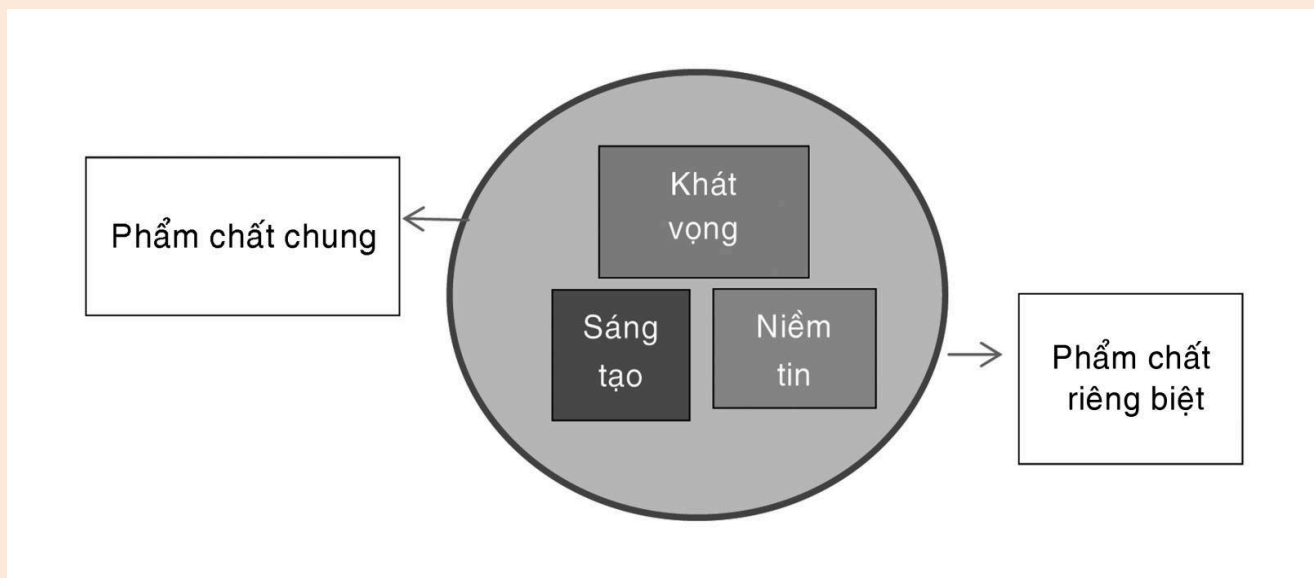 Khát
vọng
Phẩm chất chung
Sáng
tạo
Niềm
tin
Phẩm chất
riêng biệt